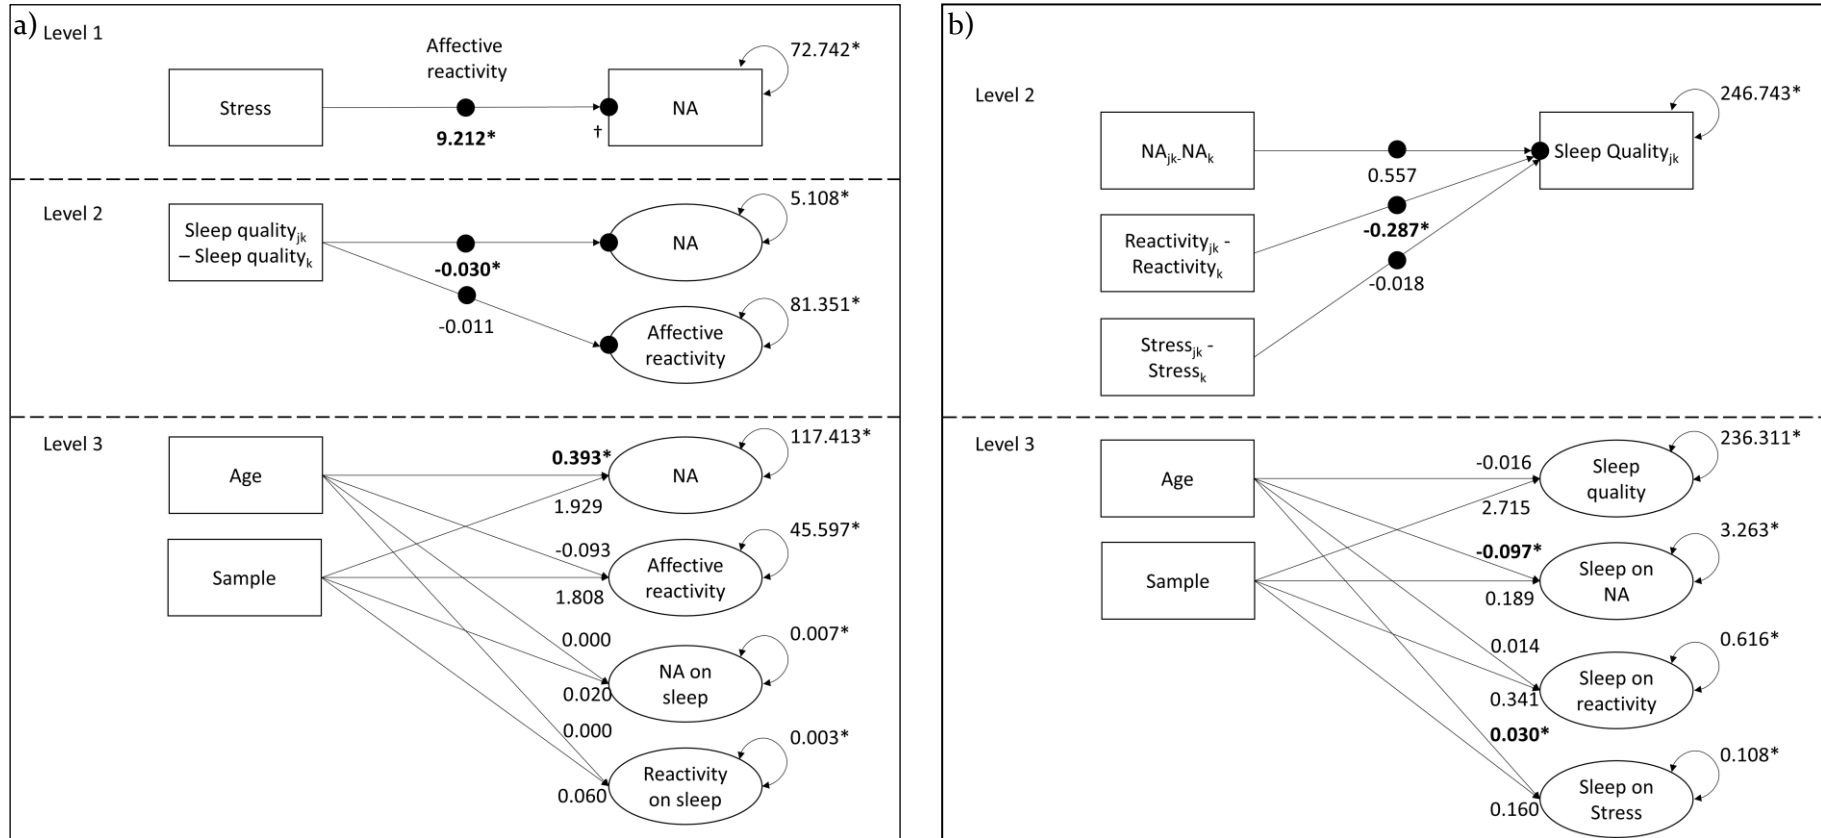 a)
Level 1
Affective
reactivity
72.742*
Stress
NA
9.212*
†
Level 2
5.108*
Sleep quality_jk
– Sleep quality_k
NA
-0.030*
81.351*
-0.011
Affective
reactivity
Level 3
117.413*
0.393*
Age
NA
1.929
45.597*
-0.093
Sample
Affective
reactivity
1.808
0.000
0.007*
NA on
sleep
0.020
0.000
0.003*
Reactivity
on sleep
0.060
b)
Level 2
246.743*
NA_jk-NA_k
Sleep Quality_jk
0.557
-0.287*
Reactivity_jk -
Reactivity_k
-0.018
Stress_jk -
Stress_k
Level 3
236.311*
-0.016
Age
Sleep
quality
2.715
3.263*
-0.097*
Sample
Sleep on
NA
0.189
0.014
0.616*
Sleep on
reactivity
0.341
0.030*
0.108*
Sleep on
Stress
0.160